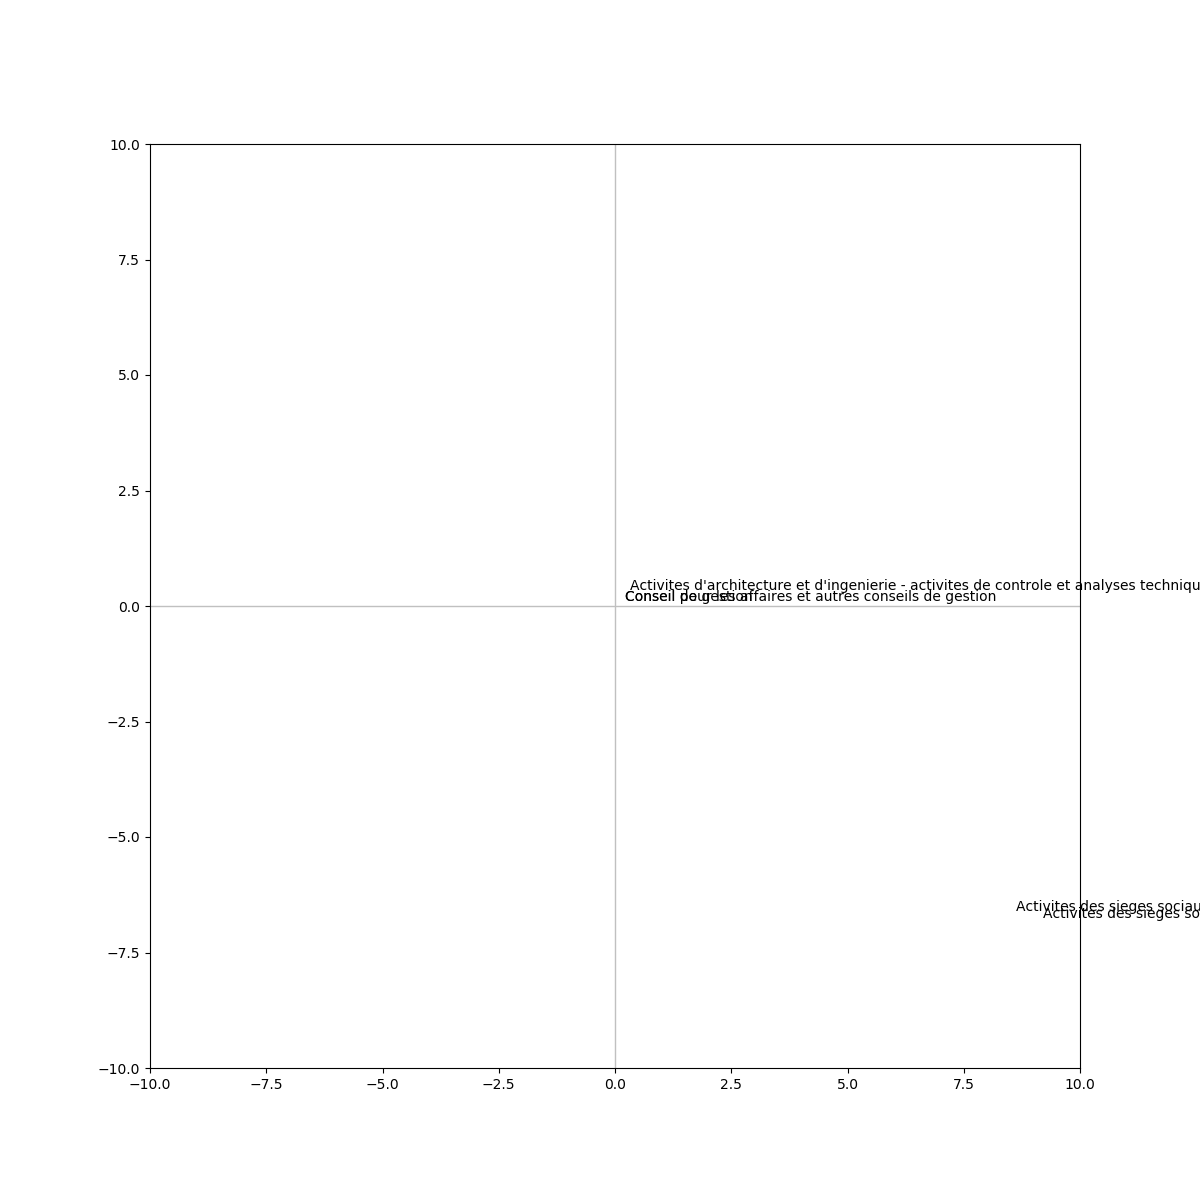 10.0
7.5
5.0
2.5
Activites d'architecture et d'ingenierie - activites de controle et analyses techniqu
Conseil pour les affaires et autres conseils de gestion
Conseil de gestion
0.0
−2.5
−5.0
Activites des sieges sociau
Activites des sieges so
−7.5
−10.0
−10.0 −7.5 −5.0 −2.5 0.0 2.5 5.0 7.5 10.0